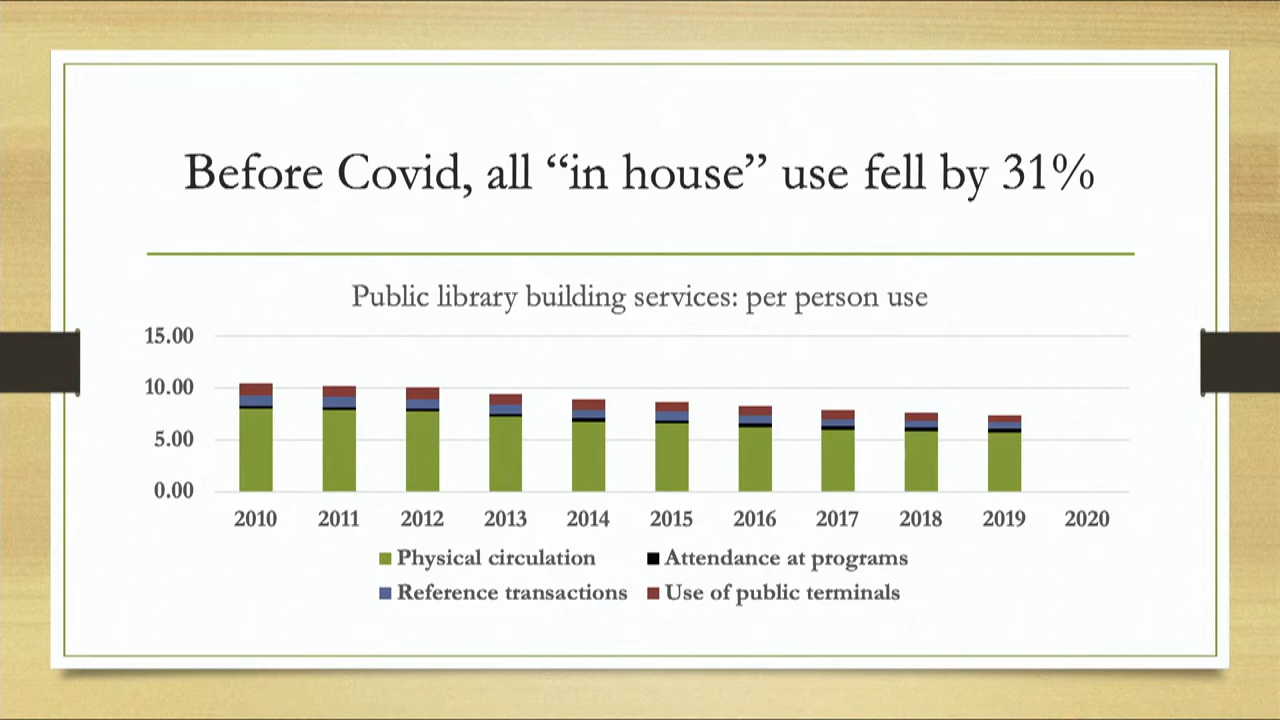 Before Covid, all “in house” use fell by 31%
Public library building services: per person use
15.00
10.00
5.00
0.00
2010 2011 2012 2013 2014 2015 2016 2017 2018 2019 2020
Physical circulation Attendance at programs
Reference transactions Use of public terminals